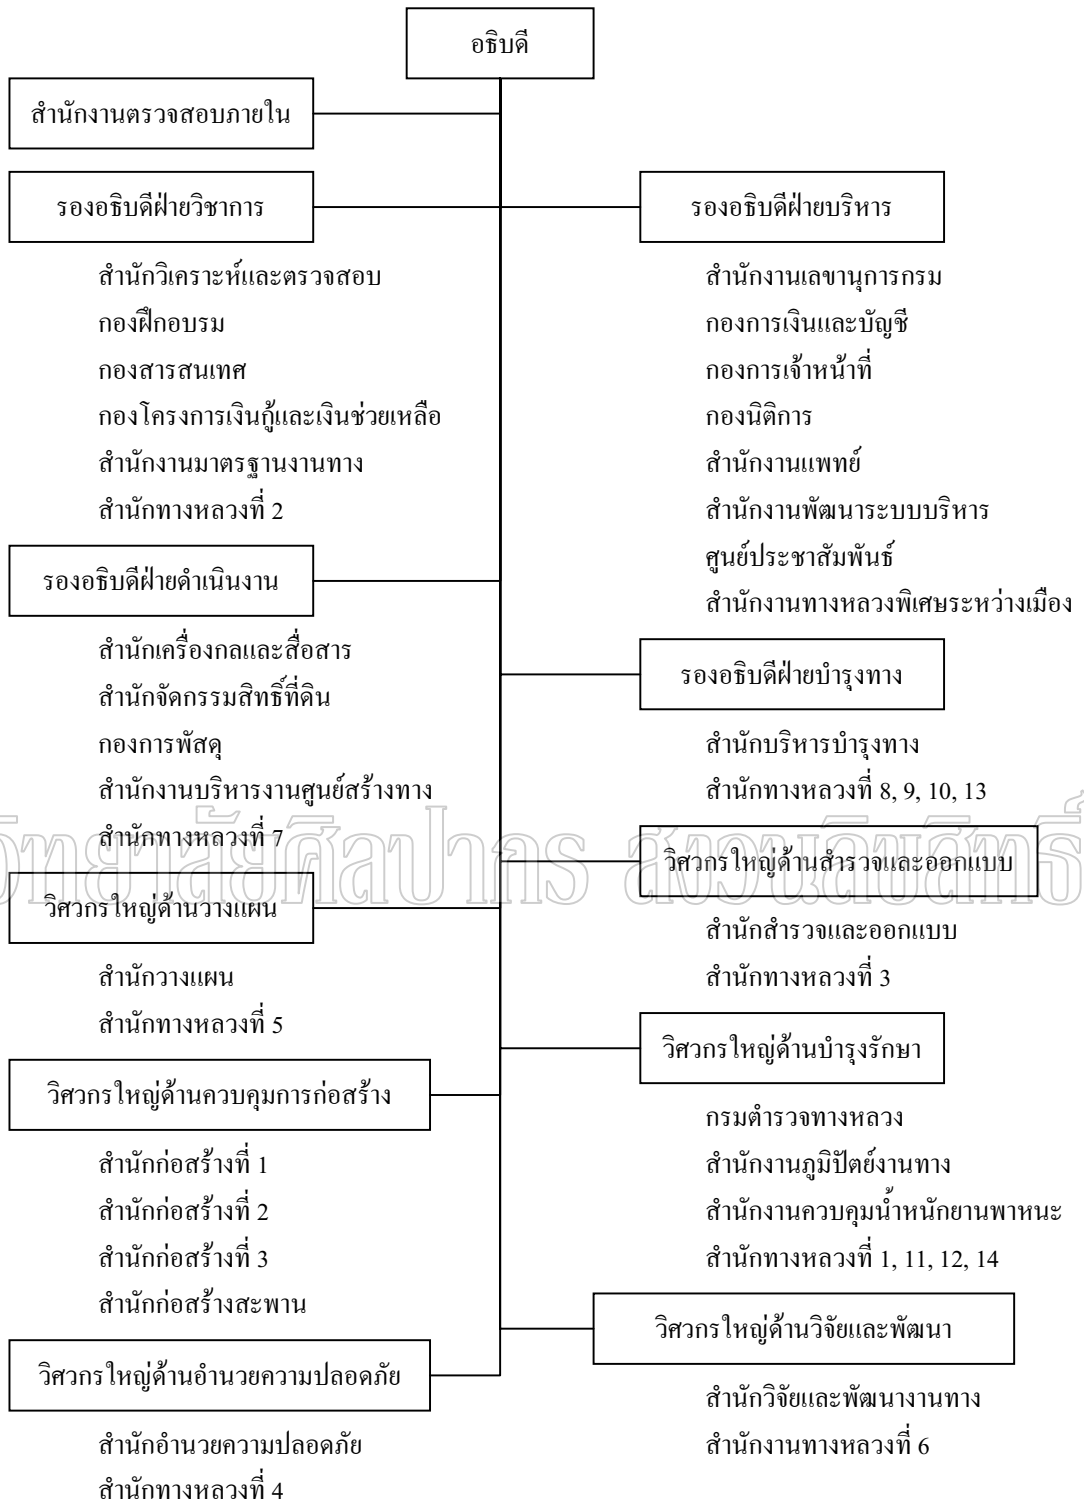 อธิบดี
สำนักงานตรวจสอบภายใน
รองอธิบดีฝ่ายวิชาการ
สำนักวิเคราะห์และตรวจสอบ
กองฝึกอบรม
กองสารสนเทศ
กองโครงการเงินกู้และเงินช่วยเหลือ
สำนักงานมาตรฐานงานทาง
สำนักทางหลวงที่ 2
รองอธิบดีฝ่ายดำเนินงาน
สำนักเครื่องกลและสื่อสาร
สำนักจัดกรรมสิทธิ์ที่ดิน
กองการพัสดุ
สำนักงานบริหารงานศูนย์สร้างทาง
สำนักทางหลวงที่ 7
วิศวกรใหญ่ด้านวางแผน
สำนักวางแผน
สำนักทางหลวงที่ 5
วิศวกรใหญ่ด้านควบคุมการก่อสร้าง
สำนักก่อสร้างที่ 1
สำนักก่อสร้างที่ 2
สำนักก่อสร้างที่ 3
สำนักก่อสร้างสะพาน
วิศวกรใหญ่ด้านอำนวยความปลอดภัย
สำนักอำนวยความปลอดภัย
สำนักทางหลวงที่ 4
รองอธิบดีฝ่ายบริหาร
สำนักงานเลขานุการกรม
กองการเงินและบัญชี
กองการเจ้าหน้าที่
กองนิติการ
สำนักงานแพทย์
สำนักงานพัฒนาระบบบริหาร
ศูนย์ประชาสัมพันธ์
สำนักงานทางหลวงพิเศษระหว่างเมือง
รองอธิบดีฝ่ายบำรุงทาง
สำนักบริหารบำรุงทาง
สำนักทางหลวงที่ 8, 9, 10, 13
วิศวกรใหญ่ด้านสำรวจและออกแบบ
สำนักสำรวจและออกแบบ
สำนักทางหลวงที่ 3
วิศวกรใหญ่ด้านบำรุงรักษา
กรมตำรวจทางหลวง
สำนักงานภูมิปัตย์งานทาง
สำนักงานควบคุมน้ำหนักยานพาหนะ
สำนักทางหลวงที่ 1, 11, 12, 14
วิศวกรใหญ่ด้านวิจัยและพัฒนา
สำนักวิจัยและพัฒนางานทาง
สำนักงานทางหลวงที่ 6
วิทยาลัยศิลปากร สงวนลิขสิทธิ์